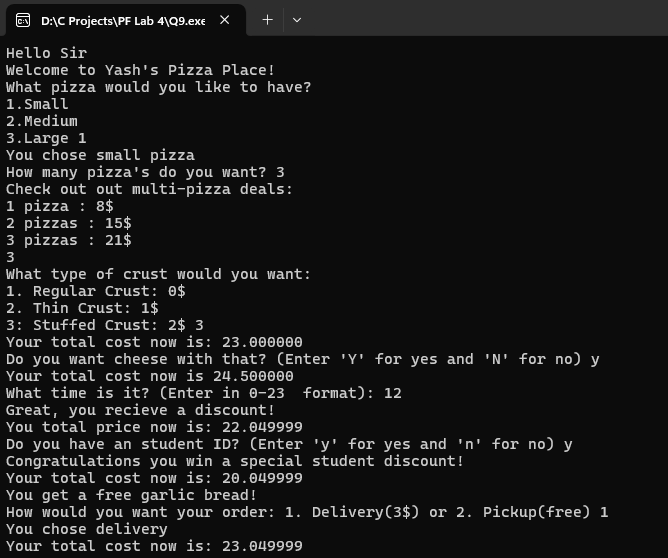 D:\C Projects\PF Lab 4\Q9.exe
Hello Sir
Welcome to Yash's Pizza Place!
What pizza would you like to have?
1.Small
2.Medium
3.Large 1
You chose small pizza
How many pizza's do you want? 3
Check out out multi-pizza deals:
1 pizza : 8$
2 pizzas : 15$
3 pizzas : 21$
3
What type of crust would you want:
1. Regular Crust: 0$
2. Thin Crust: 1$
3: Stuffed Crust: 2$ 3
Your total cost now is: 23.000000
Do you want cheese with that? (Enter 'Y' for yes and 'N' for no) y
Your total cost now is 24.500000
What time is it? (Enter in 0-23  format): 12
Great, you recieve a discount!
You total price now is: 22.049999
Do you have an student ID? (Enter 'y' for yes and 'n' for no) y
Congratulations you win a special student discount!
Your total cost now is: 20.049999
You get a free garlic bread!
How would you want your order: 1. Delivery(3$) or 2. Pickup(free) 1
You chose delivery
Your total cost now is: 23.049999